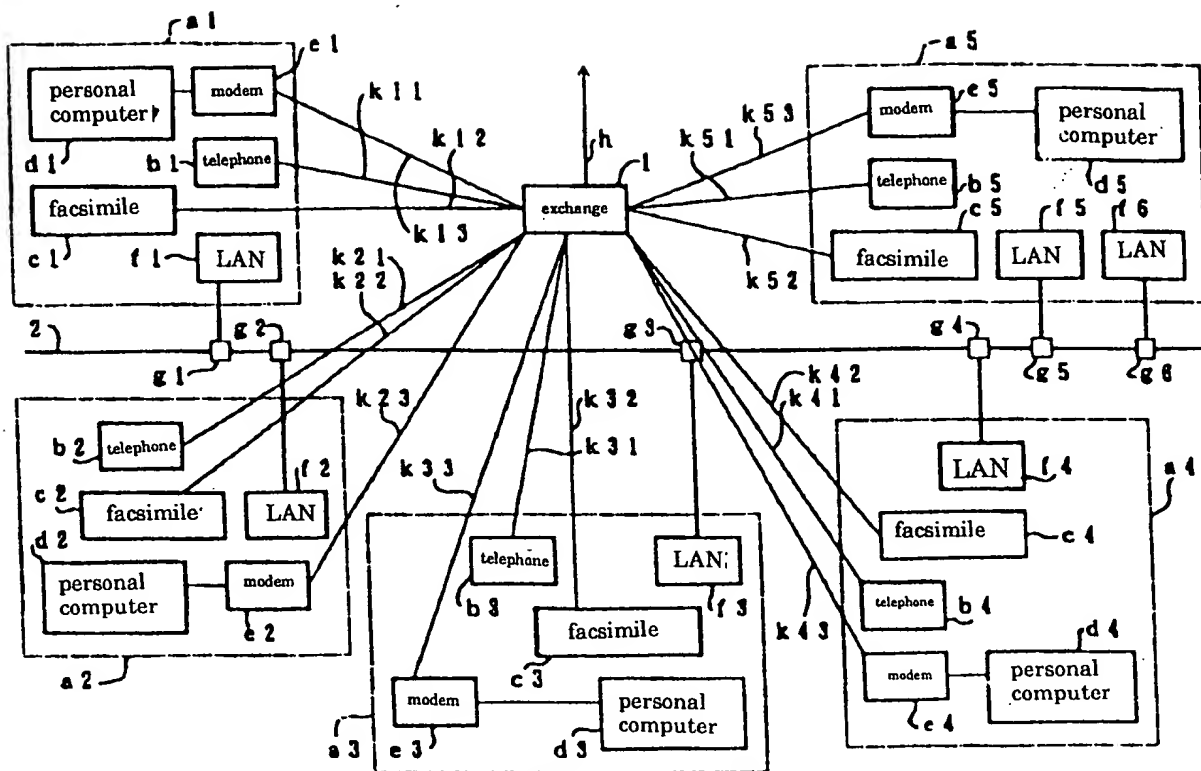 a 1
e 1
personal
computer
modem
k 1 1
k 1 2
d 1
b 1
telephone
facsimile
k 1 3
c 1
f 1
LAN
h
1
exchange
a 5
k 5 3
k 5 1
modem
e 5
personal
computer
telephone
b 5
d 5
c 5
f 5
f 6
facsimile
LAN
LAN
k 5 2
k 2 1
k 2 2
2
g 1
g 2
g 3
g 4
g 5
g 6
k 2 3
k 3 2
k 3 1
k 3 3
k 4 2
k 4 1
k 4 3
b 2
telephone
f 2
c 2
facsimile
LAN
d 2
personal
computer
modem
e 2
a 2
telephone
b 3
LAN
f 3
facsimile
c 3
modem
e 3
personal
computer
d 3
a 3
LAN
f 4
a 4
facsimile
c 4
telephone
b 4
d 4
modem
e 4
personal
computer